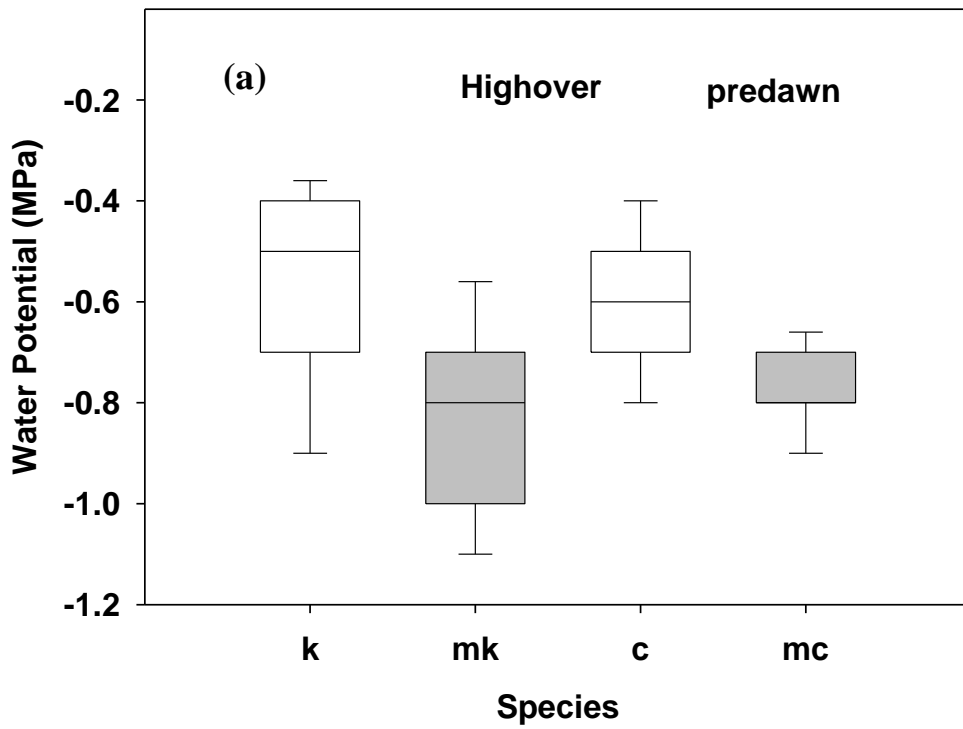 (a) Highover predawn
Water Potential (MPa)
-0.2
-0.4
-0.6
-0.8
-1.0
-1.2
k mk c mc
Species